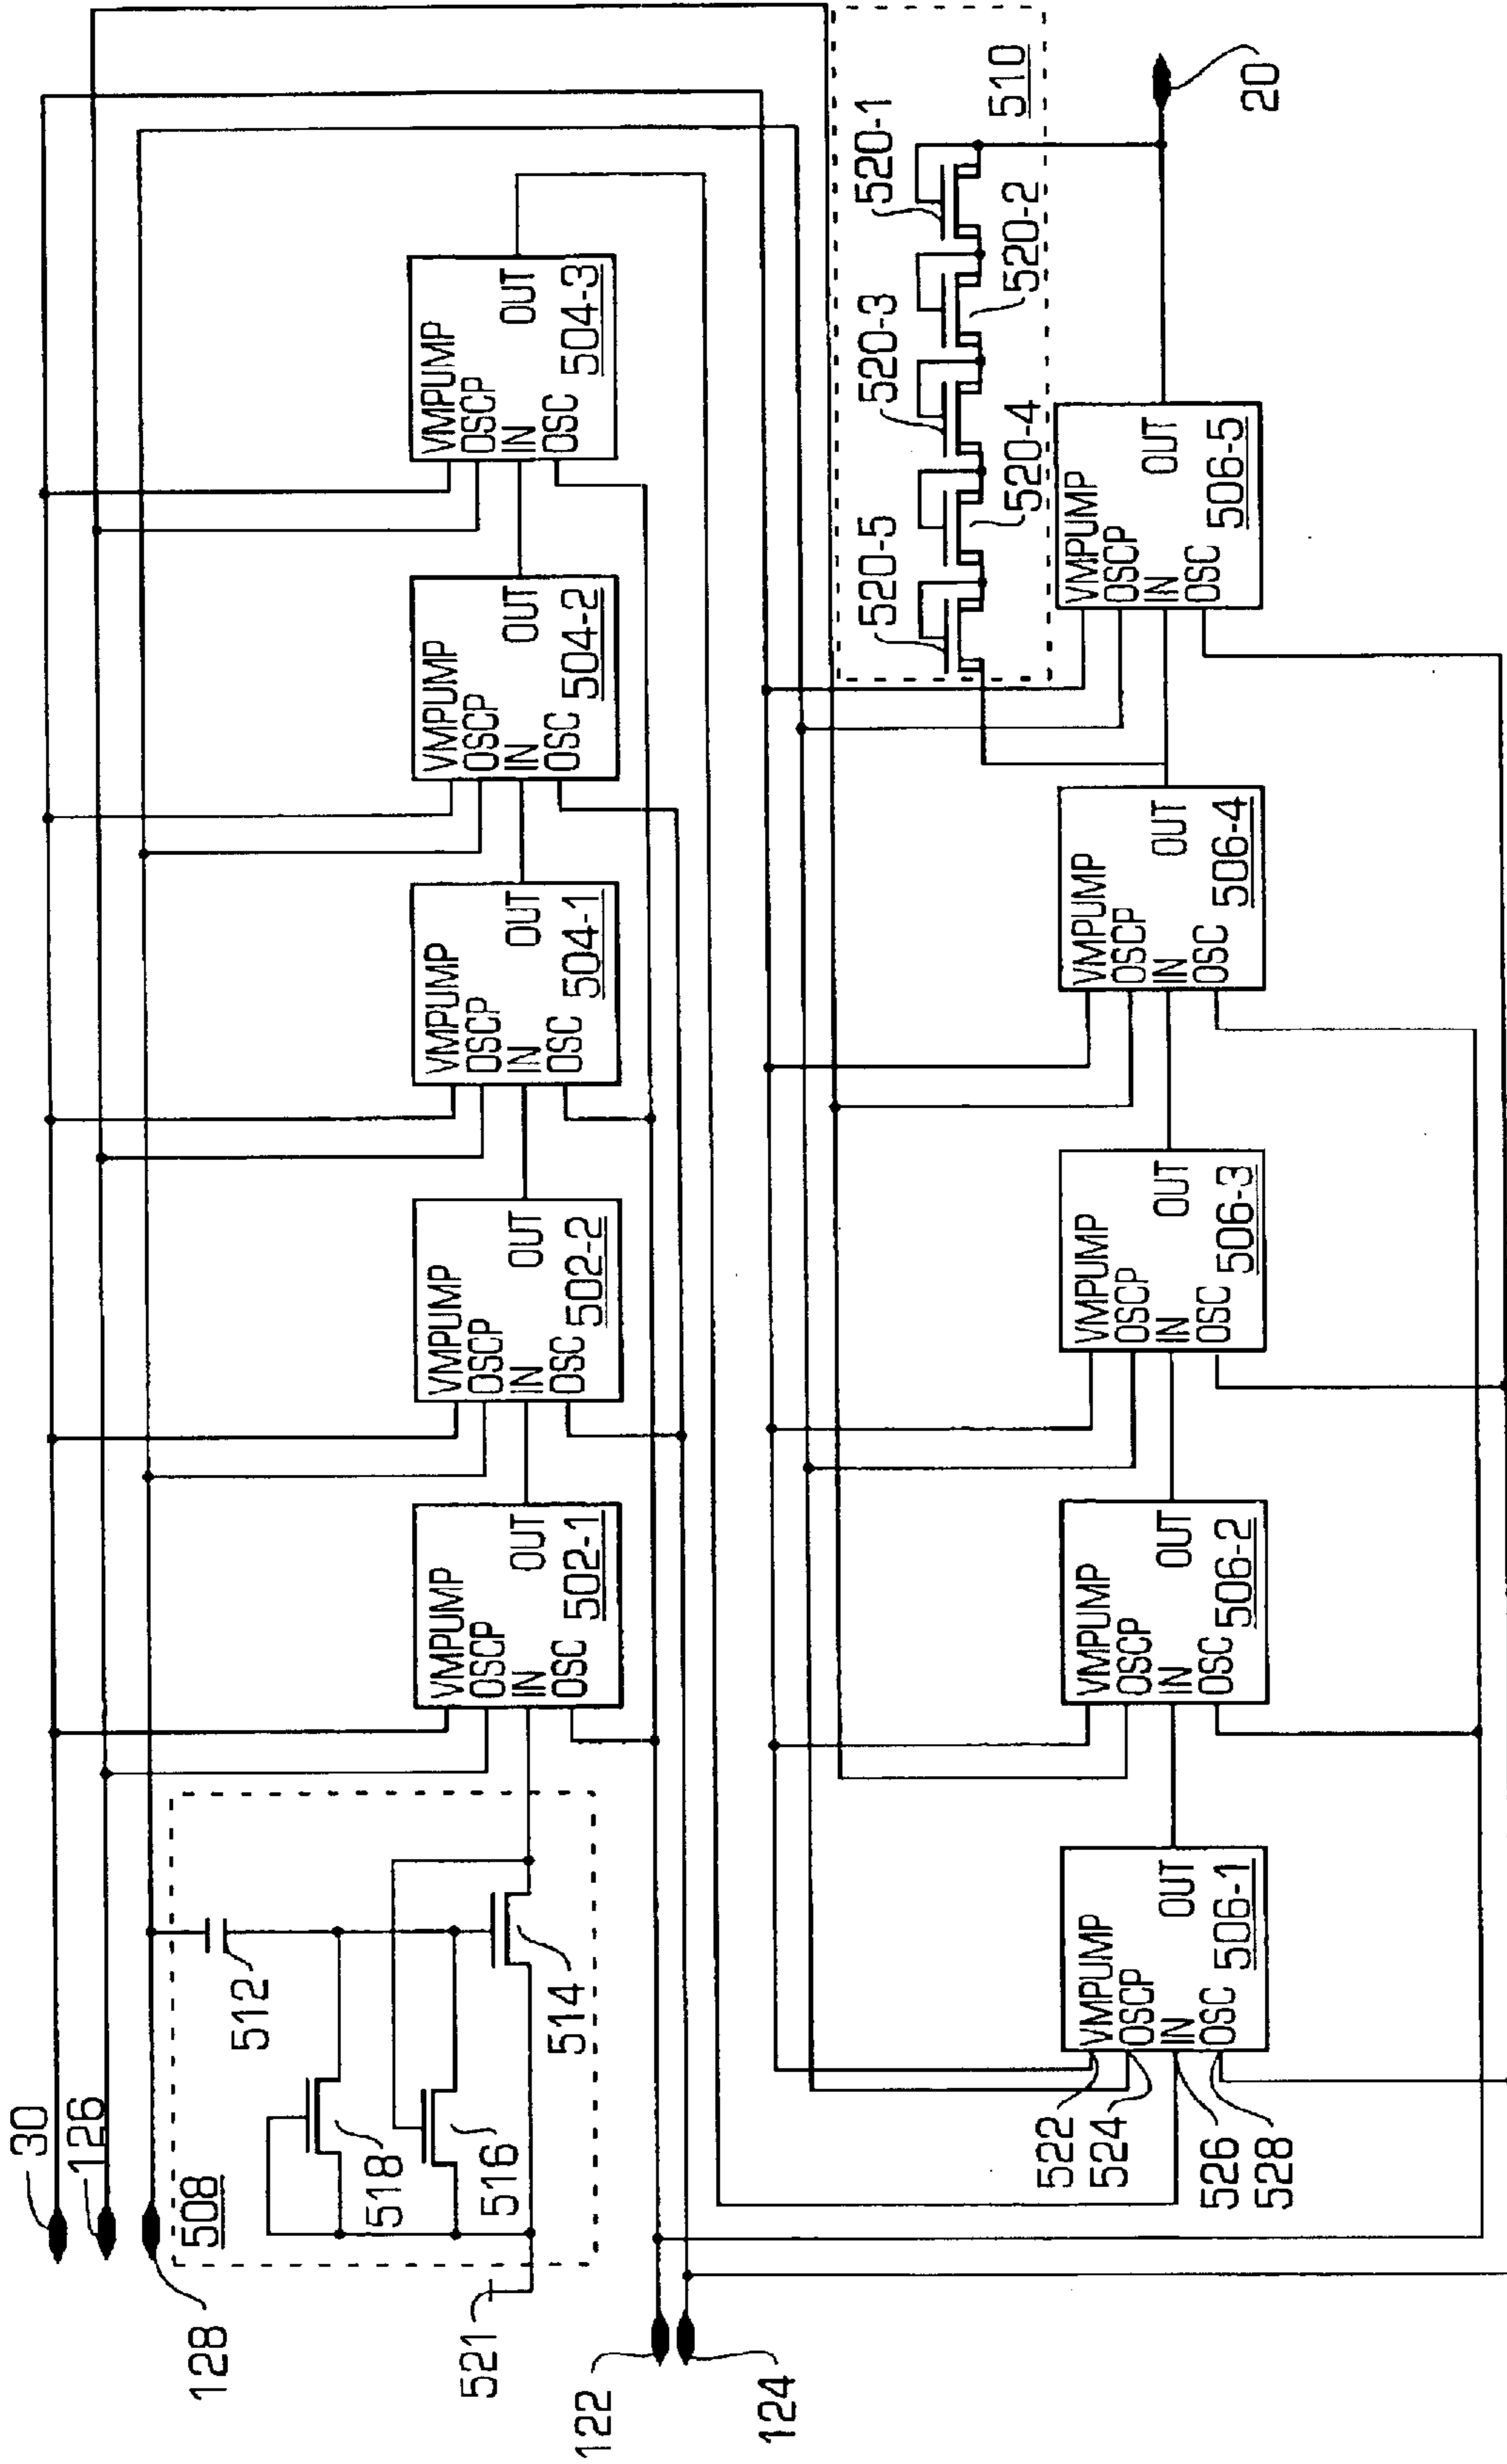 30
126
128
508
512
518
516
514
521
122
124
VMPUMP
OSCP
IN
OSC
OUT
502-1
VMPUMP
OSCP
IN
OSC
OUT
502-2
VMPUMP
OSCP
IN
OSC
OUT
504-1
VMPUMP
OSCP
IN
OSC
OUT
504-2
VMPUMP
OSCP
IN
OSC
OUT
504-3
522
524
526
528
VMPUMP
OSCP
IN
OSC
OUT
506-1
VMPUMP
OSCP
IN
OSC
OUT
506-2
VMPUMP
OSCP
IN
OSC
OUT
506-3
VMPUMP
OSCP
IN
OSC
OUT
506-4
VMPUMP
OSCP
IN
OSC
OUT
506-5
520-5
520-4
520-3
520-2
520-1
510
20